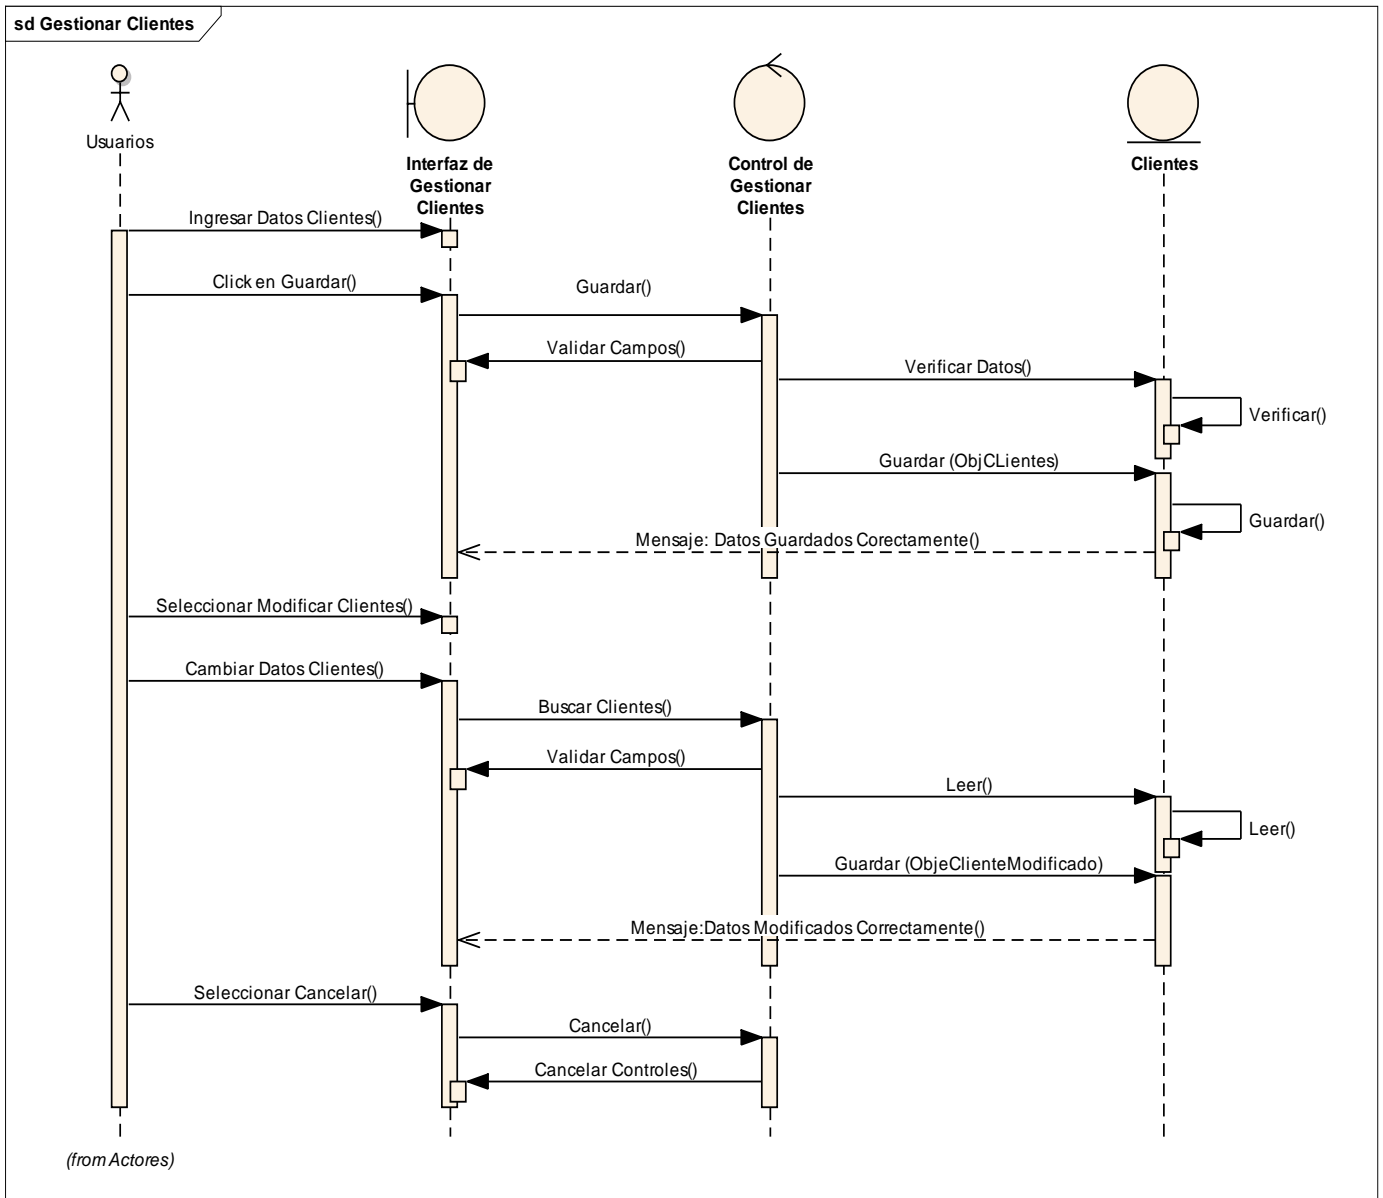 sd Gestionar Clientes
Usuarios
Interfaz de
Gestionar
Clientes
Control de
Gestionar
Clientes
Clientes
Ingresar Datos Clientes()
Click en Guardar()
Guardar()
Validar Campos()
Verificar Datos()
Verificar()
Guardar (ObjCLientes)
Guardar()
Mensaje: Datos Guardados Corectamente()
Seleccionar Modificar Clientes()
Cambiar Datos Clientes()
Buscar Clientes()
Validar Campos()
Leer()
Leer()
Guardar (ObjeClienteModificado)
Mensaje:Datos Modificados Correctamente()
Seleccionar Cancelar()
Cancelar()
Cancelar Controles()
(from Actores)